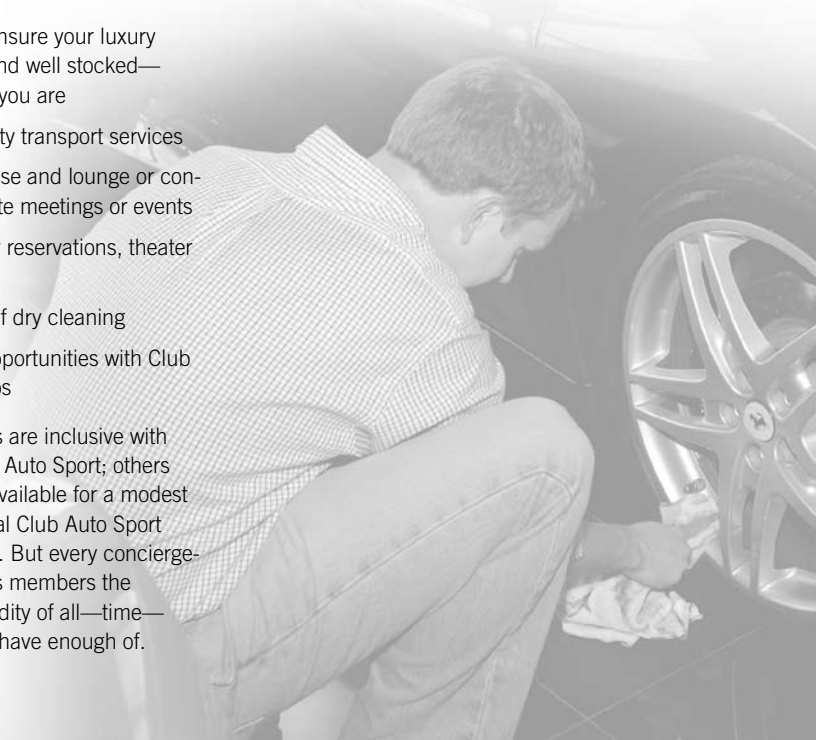 nsure your luxury
nd well stocked—
you are
ty transport services
se and lounge or con-
te meetings or events
reservations, theater
f dry cleaning
pportunities with Club
os
s are inclusive with
Auto Sport; others
vailable for a modest
al Club Auto Sport
. But every concierge-
s members the
dity of all—time—
have enough of.